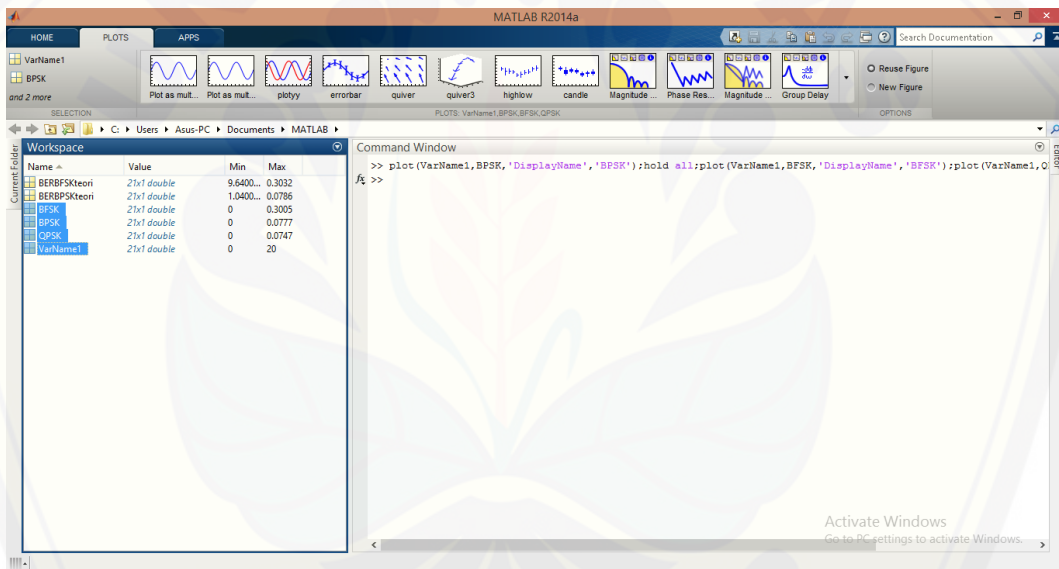 MATLAB R2014a
HOME PLOTS APPS
Search Documentation
VarName1
BPSK
and 2 more
Plot as mult... Plot as mult... plotyy errorbar quiver quiver3 highlow candle Magnitude ... Phase Res... Magnitude ... Group Delay
Reuse Figure
New Figure
SELECTION PLOTS: VarName1,BPSK,BFSK,QPSK OPTIONS
C: Users Asus-PC Documents MATLAB
Current Folder
Workspace
Name Value Min Max
BERBFSKteori 21x1 double 9.6400... 0.3032
BERBPSKteori 21x1 double 1.0400... 0.0786
BFSK 21x1 double 0 0.3005
BPSK 21x1 double 0 0.0777
QPSK 21x1 double 0 0.0747
VarName1 21x1 double 0 20
Command Window
>> plot(VarName1,BPSK,'DisplayName','BPSK');hold all;plot(VarName1,BFSK,'DisplayName','BFSK');plot(VarName1,Q
fx >>
Editor
Activate Windows
Go to PC settings to activate Windows.